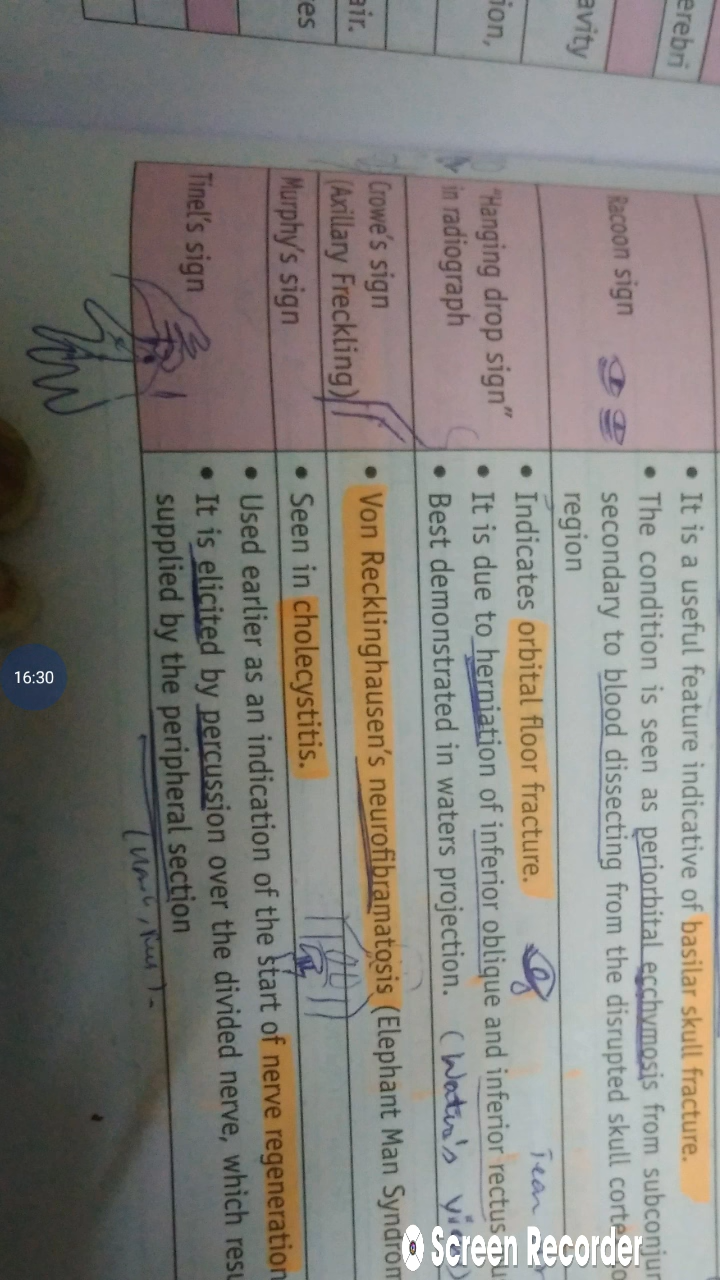 erebri
avity
ion,
air.
es
Racoon sign
• It is a useful feature indicative of basilar skull fracture.
• The condition is seen as periorbital ecchymosis from
secondary to blood dissecting from the disrupted skull
region
"Hanging drop sign"
in radiograph
• Indicates orbital floor fracture.
• It is due to herniation of inferior oblique and inferior rectus
• Best demonstrated in waters projection. (Water's view)
Crowe's sign
(Axillary Freckling)
• Von Recklinghausen's neurofibramatosis (Elephant Man Syndrom
Murphy's sign
• Seen in cholecystitis.
Tinel's sign
• Used earlier as an indication of the start of nerve regeneration
• It is elicited by percussion over the divided nerve, which
supplied by the peripheral section
16:30
Screen Recorder